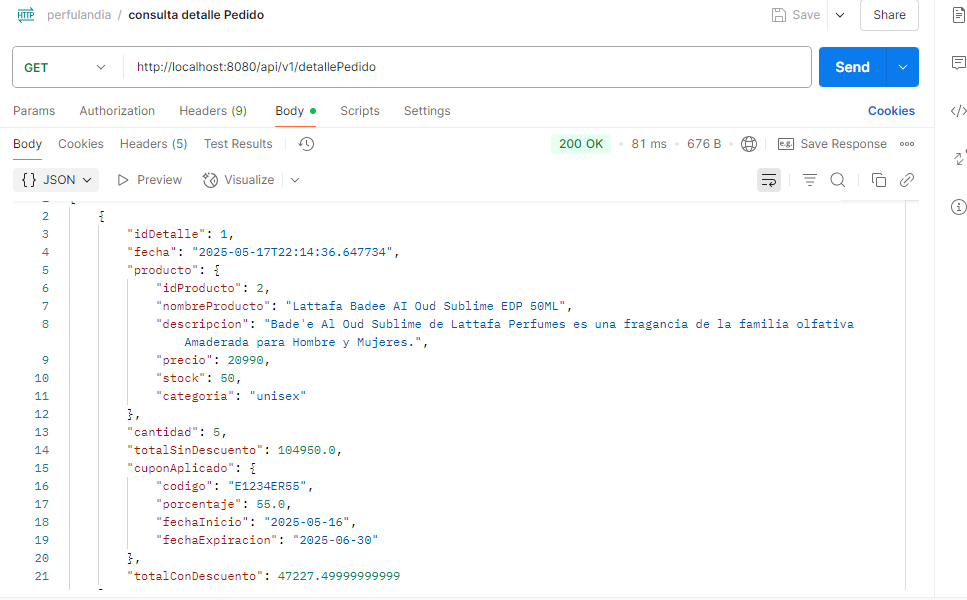 HTTP perfulandia / consulta detalle Pedido Save Share
GET http://localhost:8080/api/v1/detallePedido Send
Params Authorization Headers (9) Body Scripts Settings Cookies
Body Cookies Headers (5) Test Results 200 OK • 81 ms • 676 B e.g. Save Response
{} JSON Preview Visualize
2 {
3 "idDetalle": 1,
4 "fecha": "2025-05-17T22:14:36.647734",
5 "producto": {
6 "idProducto": 2,
7 "nombreProducto": "Lattafa Badee AI Oud Sublime EDP 50ML",
8 "descripcion": "Bade'e Al Oud Sublime de Lattafa Perfumes es una fragancia de la familia olfativa
Amaderada para Hombre y Mujeres.",
9 "precio": 20990,
10 "stock": 50,
11 "categoria": "unisex"
12 },
13 "cantidad": 5,
14 "totalSinDescuento": 104950.0,
15 "cuponAplicado": {
16 "codigo": "E1234ER55",
17 "porcentaje": 55.0,
18 "fechaInicio": "2025-05-16",
19 "fechaExpiracion": "2025-06-30"
20 },
21 "totalConDescuento": 47227.49999999999